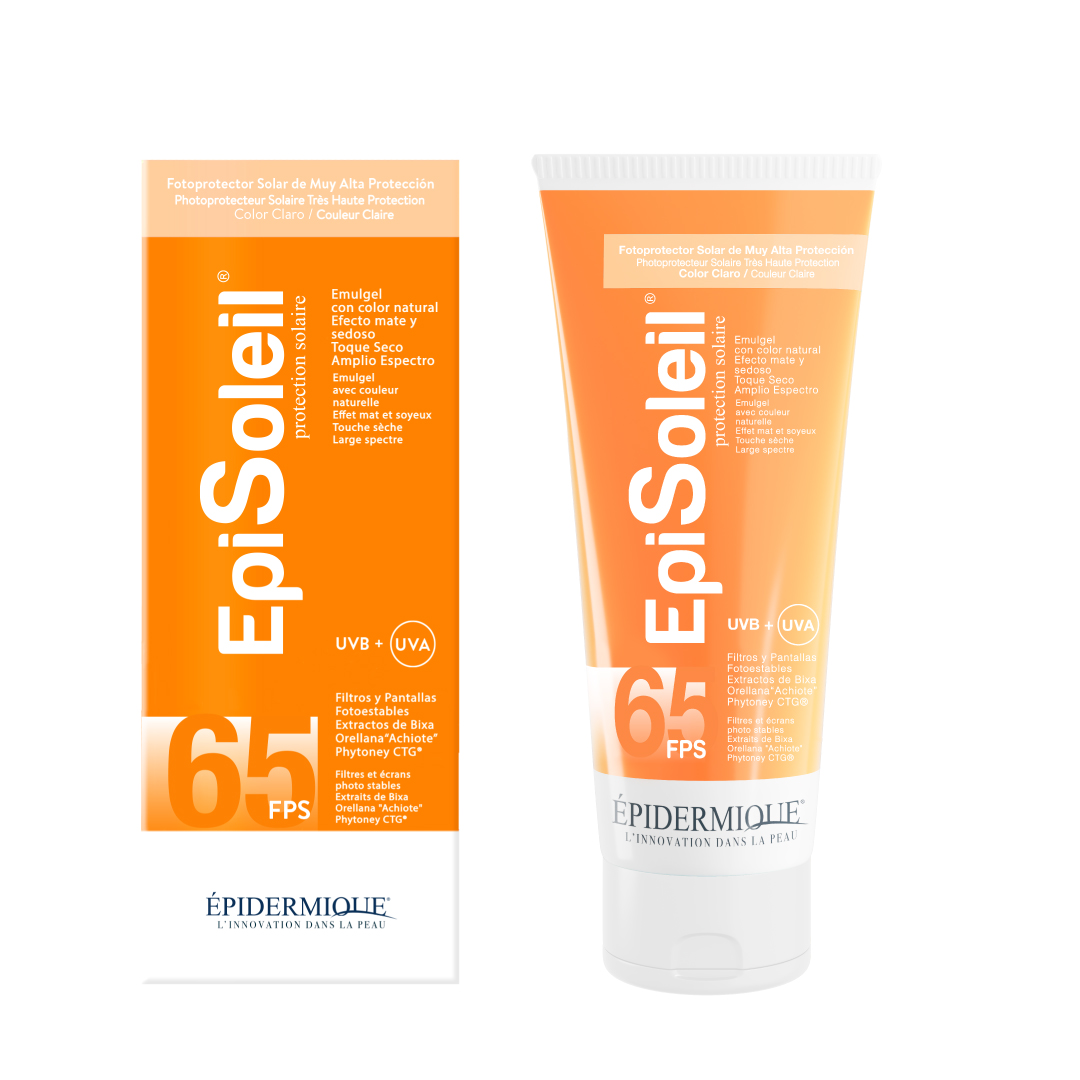 Fotoprotector Solar de Muy Alta Protección
Photoprotecteur Solaire Très Haute Protection
Color Claro / Couleur Claire
EpiSoleil®
protection solaire
Emulgel
con color natural
Efecto mate y
sedoso
Toque Seco
Amplio Espectro
Emulgel
avec couleur
naturelle
Effet mat et soyeux
Touche sèche
Large spectre
UVB + UVA
Filtros y Pantallas
Fotoestables
Extractos de Bixa
Orellana"Achiote"
Phytoney CTG®
Filtres et écrans
photo stables
Extraits de Bixa
Orellana "Achiote"
Phytoney CTG®
65
FPS
ÉPIDERMIQUE®
L'INNOVATION DANS LA PEAU
Fotoprotector Solar de Muy Alta Protección
Photoprotecteur Solaire Très Haute Protection
Color Claro / Couleur Claire
EpiSoleil®
protection solaire
Emulgel
con color natural
Efecto mate y
sedoso
Toque Seco
Amplio Espectro
Emulgel
avec couleur
naturelle
Effet mat et soyeux
Touche sèche
Large spectre
UVB + UVA
Filtros y Pantallas
Fotoestables
Extractos de Bixa
Orellana"Achiote"
Phytoney CTG®
Filtres et écrans
photo stables
Extraits de Bixa
Orellana "Achiote"
Phytoney CTG®
65
FPS
ÉPIDERMIQUE®
L'INNOVATION DANS LA PEAU